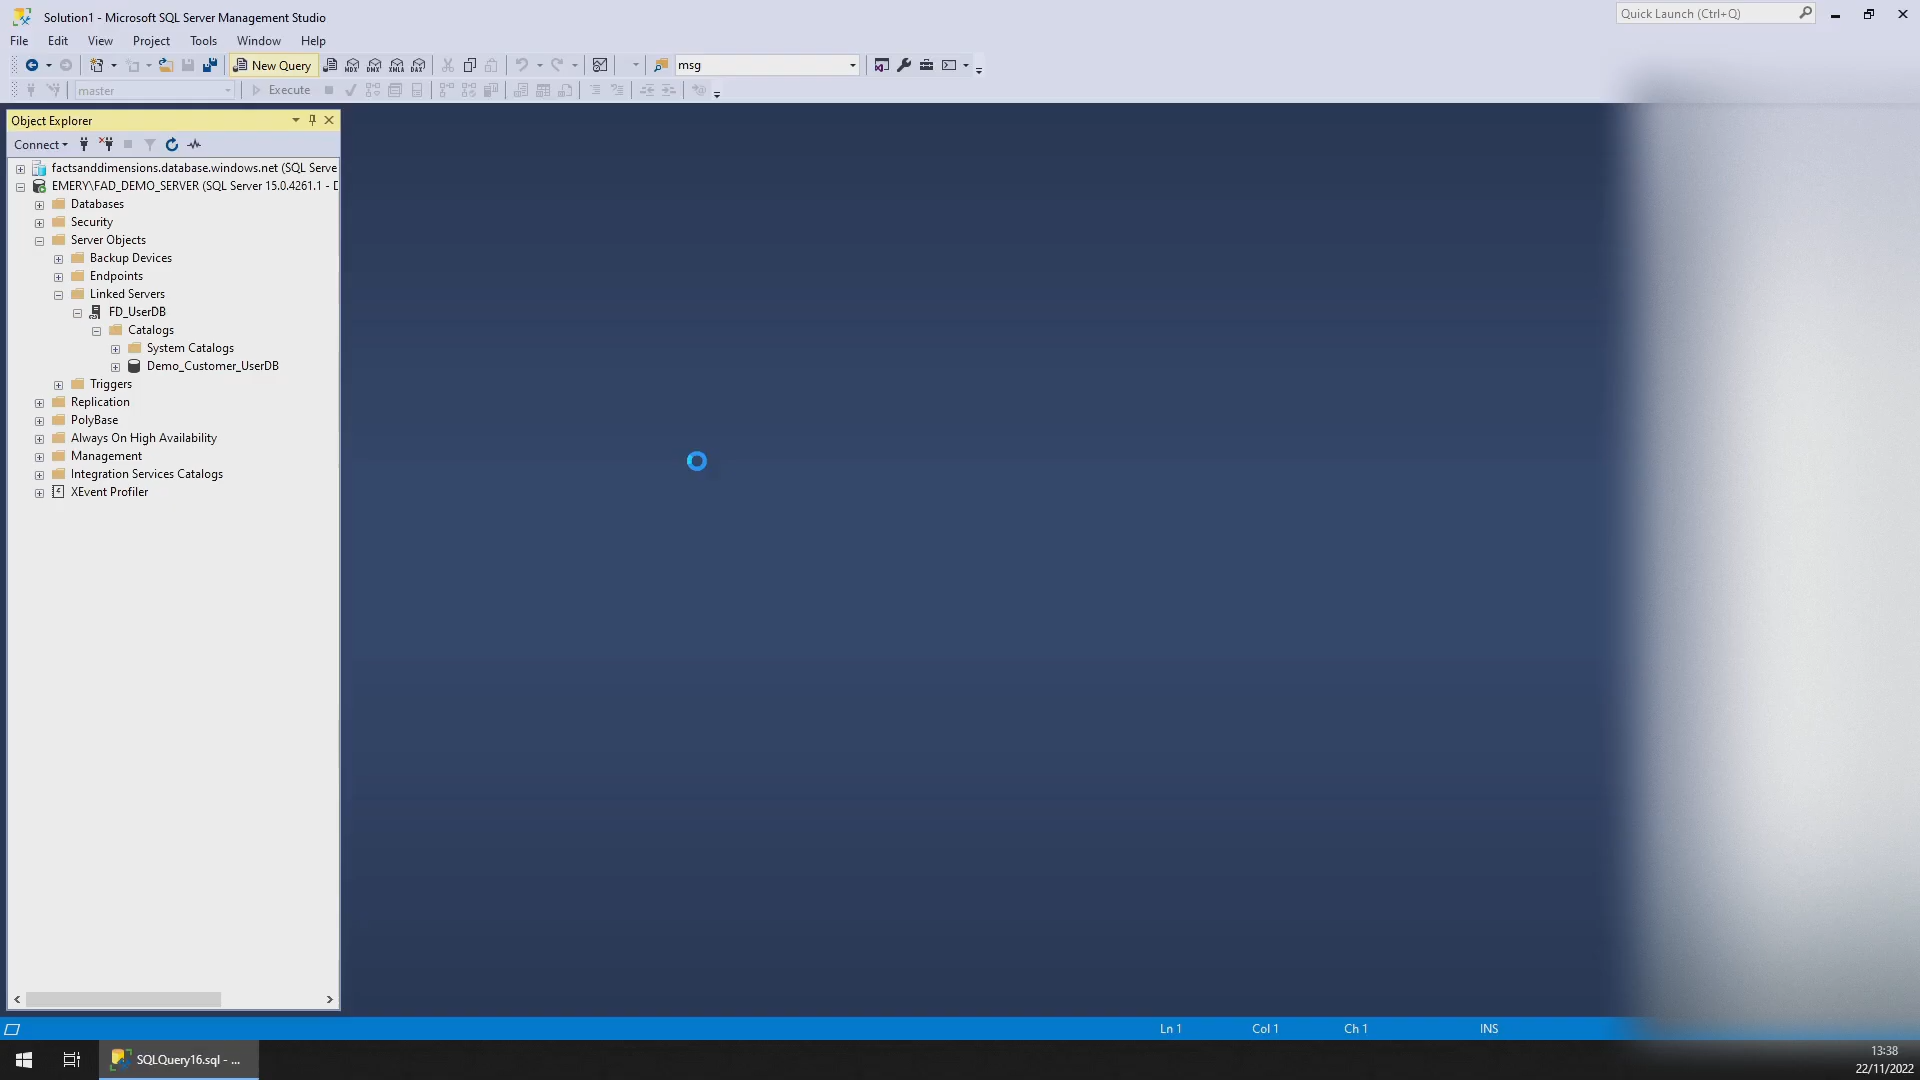 Solution1 - Microsoft SQL Server Management Studio
Quick Launch (Ctrl+Q)
File Edit View Project Tools Window Help
New Query MDX DMX XMLA DAX msg
master Execute
Object Explorer
Connect
factsanddimensions.database.windows.net (SQL Serve
EMERY\FAD_DEMO_SERVER (SQL Server 15.0.4261.1 - D
Databases
Security
Server Objects
Backup Devices
Endpoints
Linked Servers
FD_UserDB
Catalogs
System Catalogs
Demo_Customer_UserDB
Triggers
Replication
PolyBase
Always On High Availability
Management
Integration Services Catalogs
XEvent Profiler
Ln 1 Col 1 Ch 1 INS
SQLQuery16.sql - ...
13:38
22/11/2022